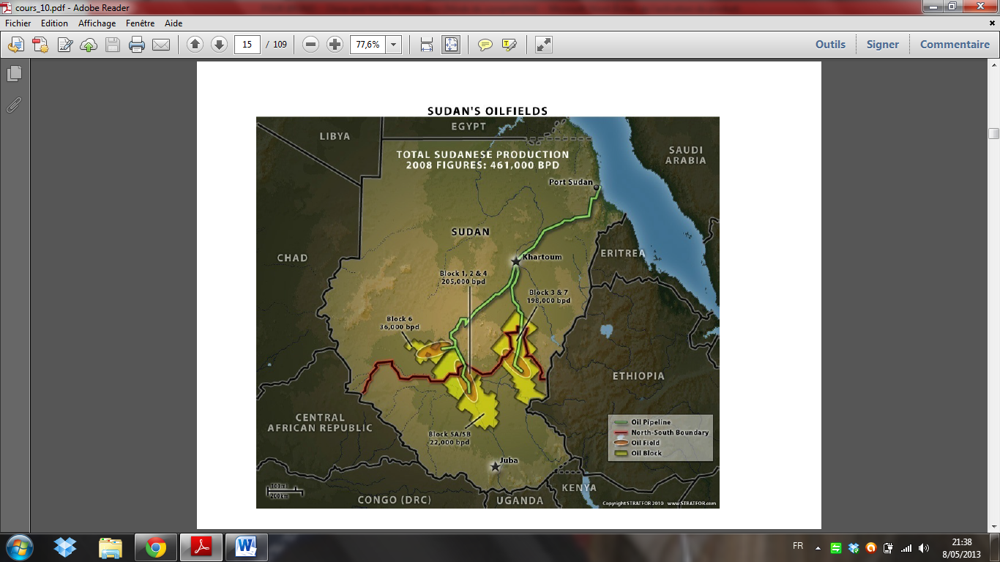 cours_10.pdf - Adobe Reader
Fichier Edition Affichage Fenêtre Aide
15 / 109 77,6% Outils Signer Commentaire
SUDAN'S OILFIELDS
EGYPT
LIBYA
SAUDI
ARABIA
TOTAL SUDANESE PRODUCTION
2008 FIGURES: 461,000 BPD
Port Sudan
SUDAN
CHAD
ERITREA
Khartoum
Block 1, 2 & 4
205,000 bpd
Block 3 & 7
198,000 bpd
Block 6
36,000 bpd
ETHIOPIA
CENTRAL
AFRICAN REPUBLIC
Block 5A/5B
22,000 bpd
Oil Pipeline
North-South Boundary
Oil Field
Oil Block
Juba
KENYA
100mi
200km
CONGO (DRC)
UGANDA
Copyright STRATFOR 2010 www.STRATFOR.com
FR
21:38
8/05/2013